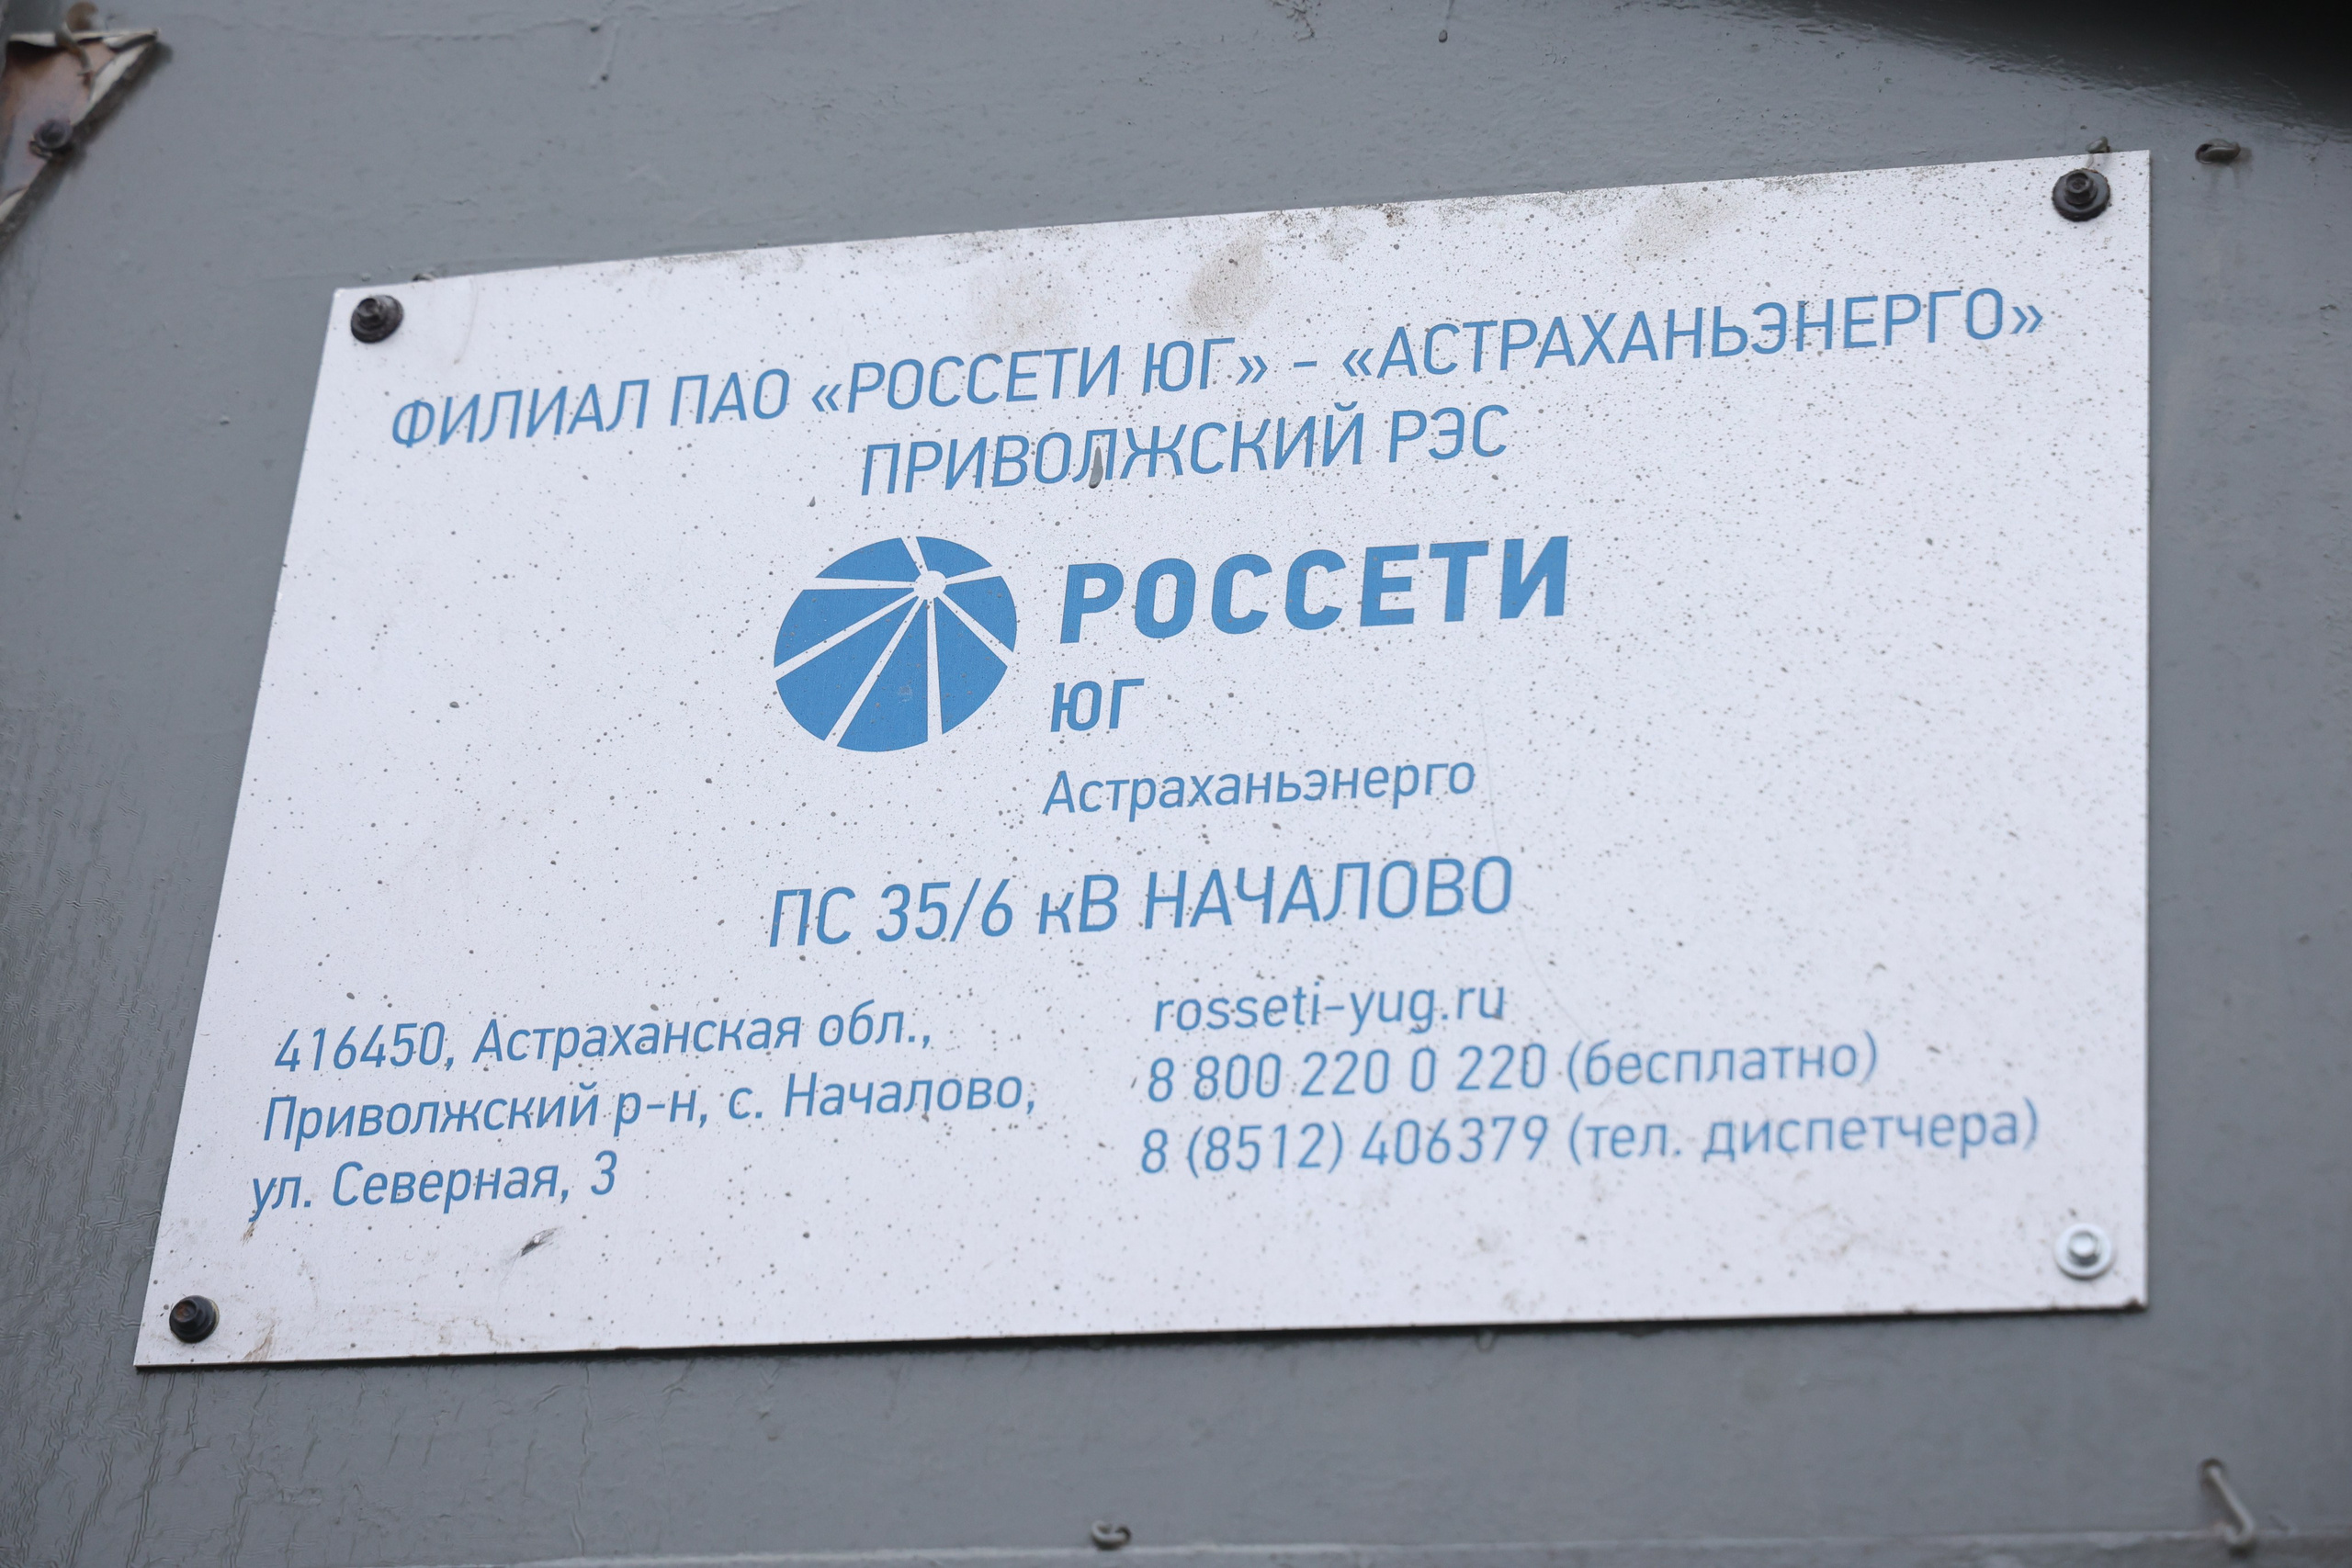 ФИЛИАЛ ПАО «РОССЕТИ ЮГ» - «АСТРАХАНЬЭНЕРГО»
ПРИВОЛЖСКИЙ РЭС
РОССЕТИ
ЮГ
Астраханьэнерго
ПС 35/6 кВ НАЧАЛОВО
416450, Астраханская обл.,
Приволжский р-н, с. Началово,
ул. Северная, 3
rosseti-yug.ru
8 800 220 0 220 (бесплатно)
8 (8512) 406379 (тел. диспетчера)